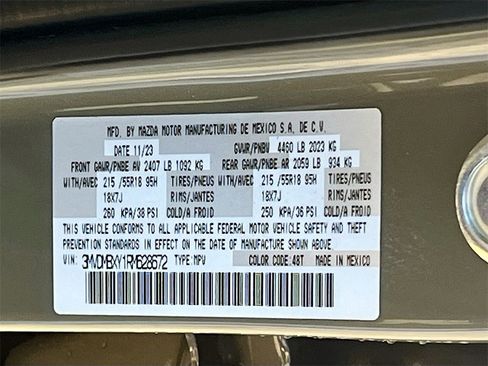 MFD. BY MAZDA MOTOR MANUFACTURING DE MEXICO S.A. DE C.V.
DATE 11/23 GVWR/PNBV 4460 LB 2023 KG
FRONT GAWR/PNBE AV 2407 LB 1092 KG REAR GAWR/PNBE AR 2059 LB 934 KG
WITH/AVEC 215 /55R18 95H TIRES/PNEUS WITH/AVEC 215 /55R18 95H TIRES/PNEUS
18X7J RIMS/JANTES 18X7J RIMS/JANTES
260 KPA/38 PSI COLD/A FROID 250 KPA/36 PSI COLD/A FROID
THIS VEHICLE CONFORMS TO ALL APPLICABLE FEDERAL MOTOR VEHICLE SAFETY AND THEFT
PREVENTION STANDARDS IN EFFECT ON THE DATE OF MANUFACTURE SHOWN ABOVE.
VIN: 3MVDMBXY1RM628572 TYPE: MPV COLOR CODE: 48T MADE IN MEXICO